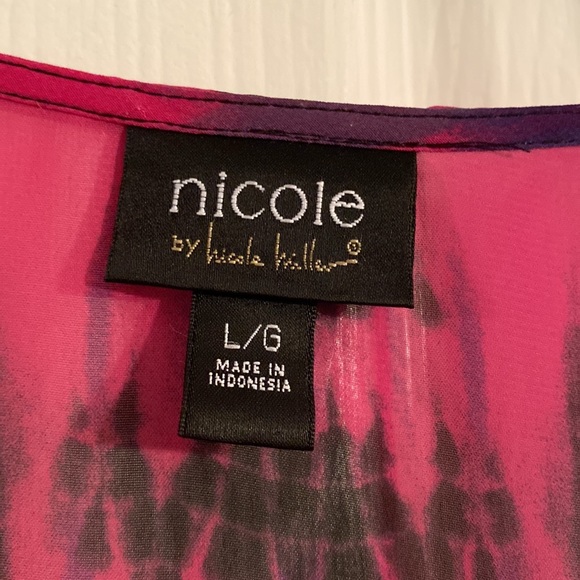 nicole
by nicole miller ®
L/G
MADE IN
INDONESIA